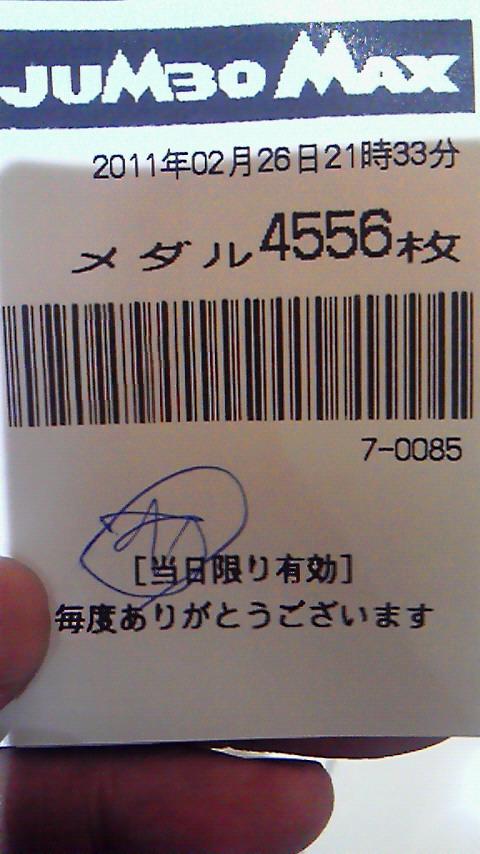 JUMBO MAX
2011年02月26日21時33分
メダル4556枚
7-0085
[当日限り有効]
毎度ありがとうございます